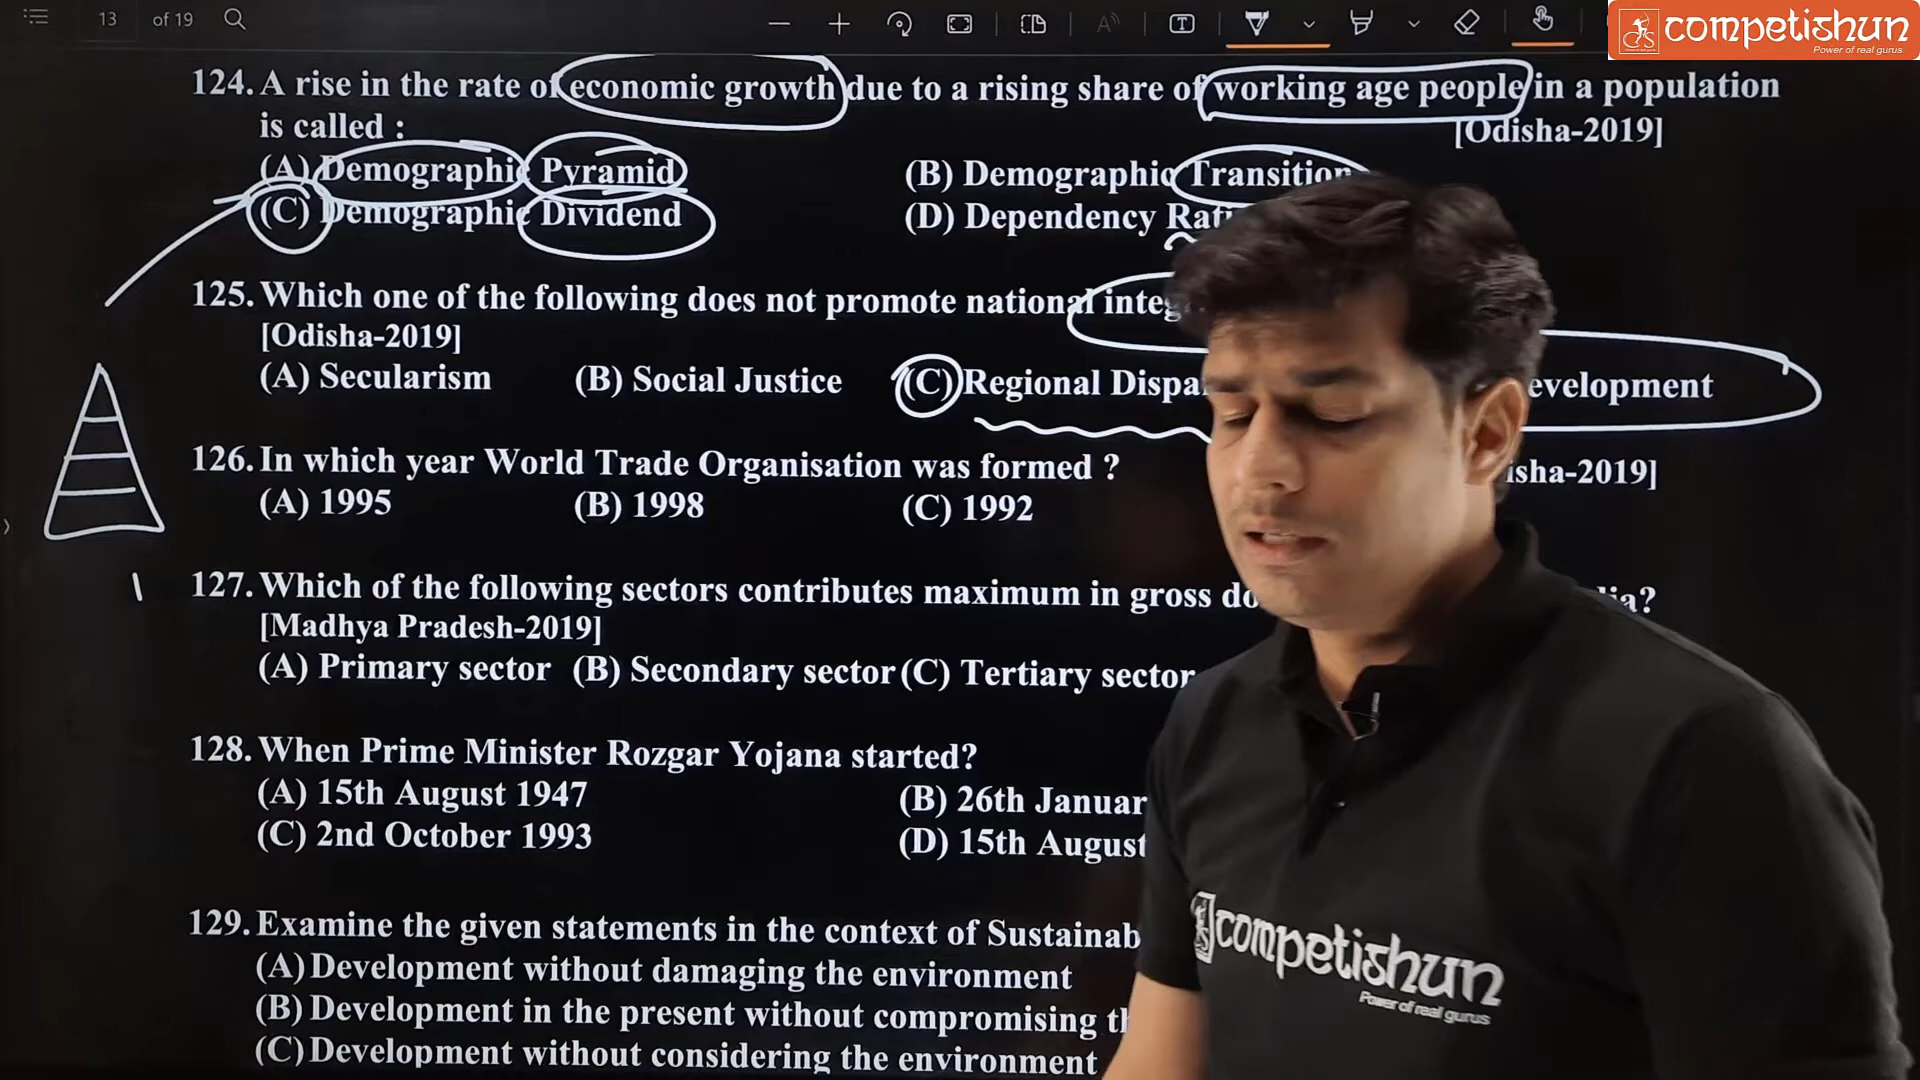 13 of 19
competishun
Power of real gurus
124. A rise in the rate of economic growth due to a rising share of working age people in a population
is called : [Odisha-2019]
(A) Demographic Pyramid (B) Demographic Transition
(C) Demographic Dividend (D) Dependency
125. Which one of the following does not promote national
[Odisha-2019]
(A) Secularism (B) Social Justice (C) Regional
126. In which year World Trade Organisation was formed ?
(A) 1995 (B) 1998 (C) 1992
127. Which of the following sectors contributes maximum in gross
[Madhya Pradesh-2019]
(A) Primary sector (B) Secondary sector (C) Tertiary sector
128. When Prime Minister Rozgar Yojana started?
(A) 15th August 1947 (B) 26th
(C) 2nd October 1993 (D) 15th August
129. Examine the given statements in the context of
(A) Development without damaging the environment
(B) Development in the present without compromising
(C) Development without considering the environment
competishun
Power of real gurus